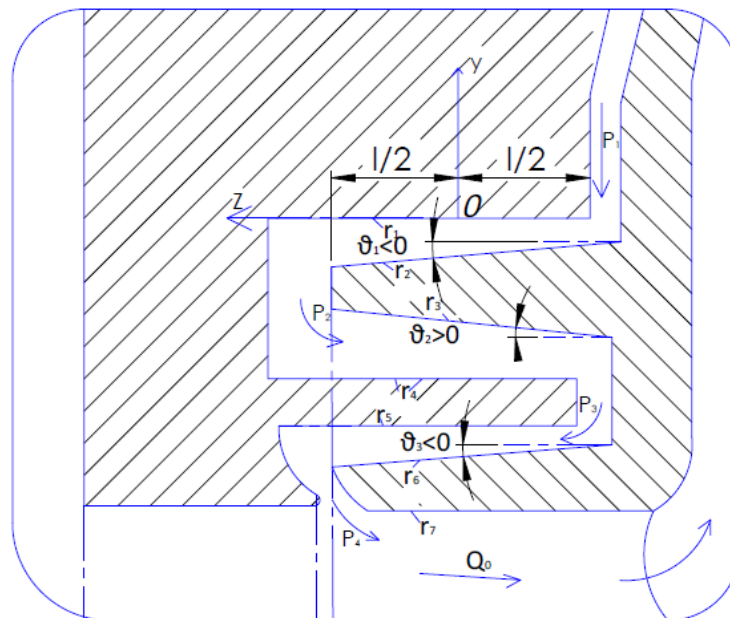 y
l/2 l/2
P₁
Z
O
r₁
ϑ₁<0
r₂
P₂
r₃
ϑ₂>0
r₄
P₃
r₅
ϑ₃<0
r₆
r₇
P₄
Q₀